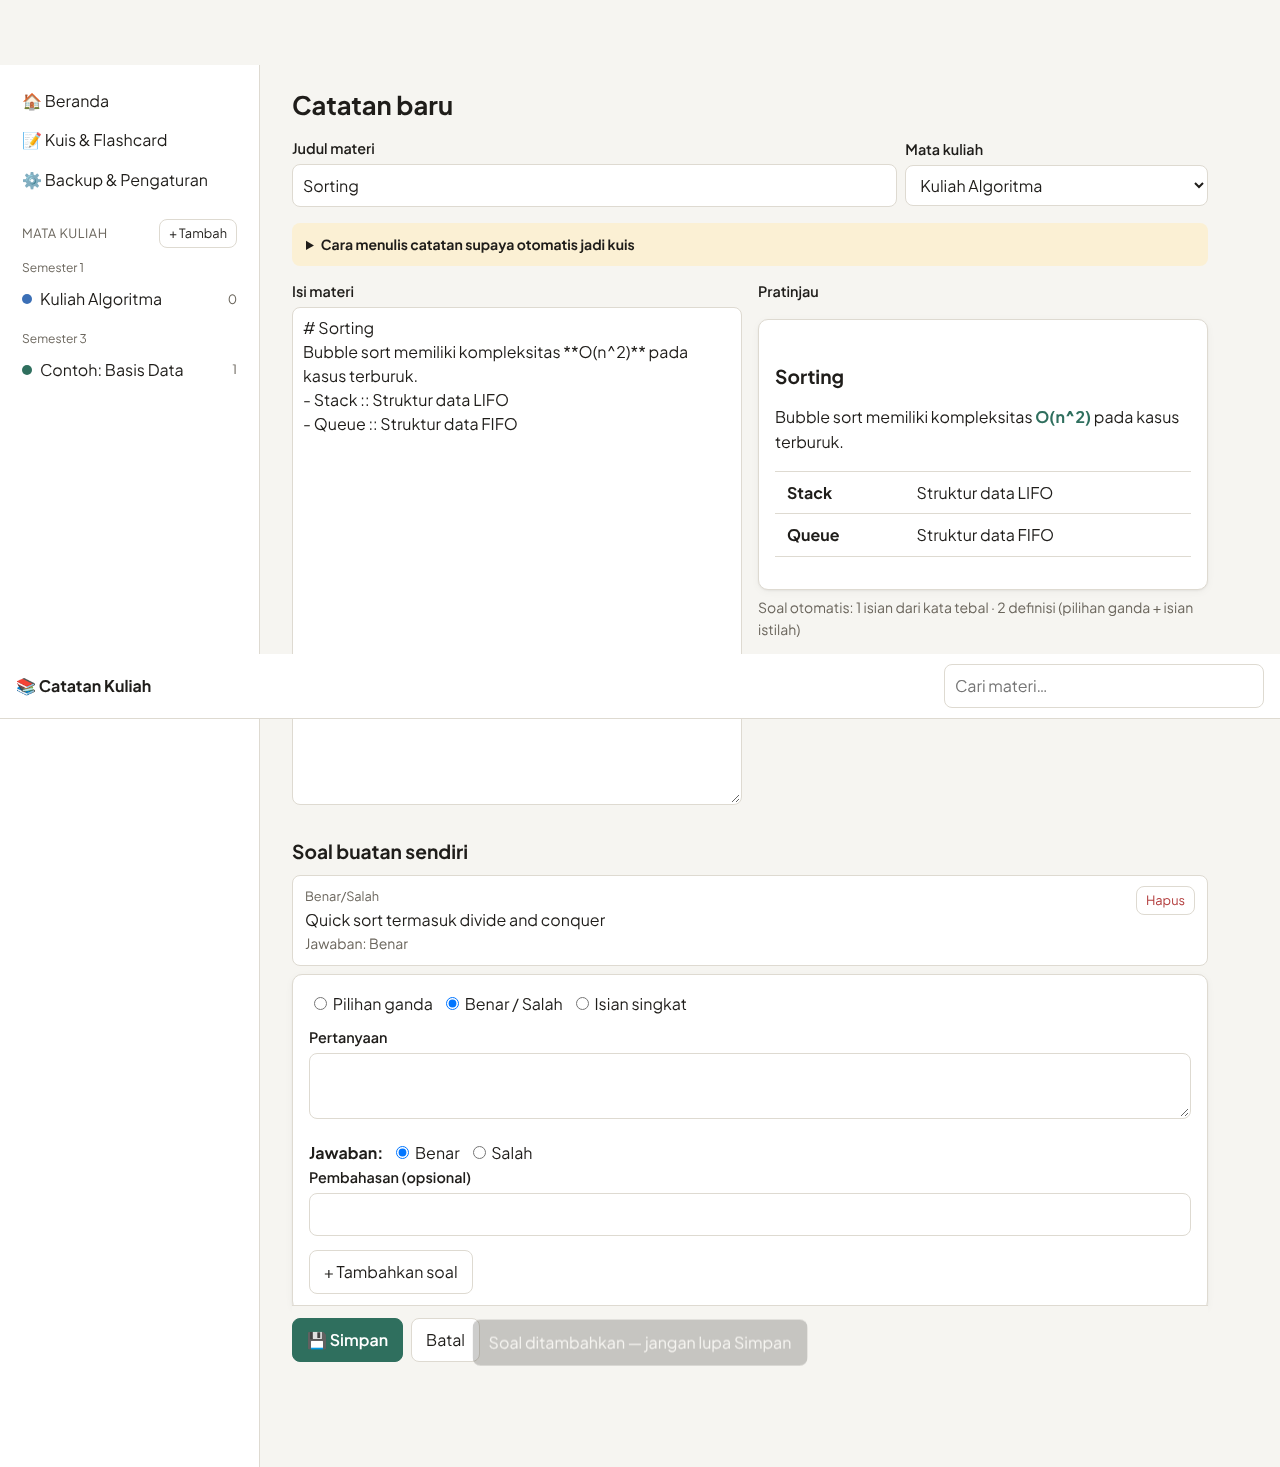 🏠 Beranda
📝 Kuis & Flashcard
⚙️ Backup & Pengaturan
MATA KULIAH
+ Tambah
Semester 1
Kuliah Algoritma 0
Semester 3
Contoh: Basis Data 1
Catatan baru
Judul materi
Sorting
Mata kuliah
Kuliah Algoritma
Cara menulis catatan supaya otomatis jadi kuis
Isi materi
# Sorting
Bubble sort memiliki kompleksitas **O(n^2)** pada
kasus terburuk.
- Stack :: Struktur data LIFO
- Queue :: Struktur data FIFO
Pratinjau
Sorting
Bubble sort memiliki kompleksitas O(n^2) pada kasus
terburuk.
Stack Struktur data LIFO
Queue Struktur data FIFO
Soal otomatis: 1 isian dari kata tebal · 2 definisi (pilihan ganda + isian
istilah)
📚 Catatan Kuliah
Cari materi...
Soal buatan sendiri
Benar/Salah
Quick sort termasuk divide and conquer
Jawaban: Benar
Hapus
Pilihan ganda Benar / Salah Isian singkat
Pertanyaan
Jawaban: Benar Salah
Pembahasan (opsional)
+ Tambahkan soal
💾 Simpan
Batal
Soal ditambahkan — jangan lupa Simpan